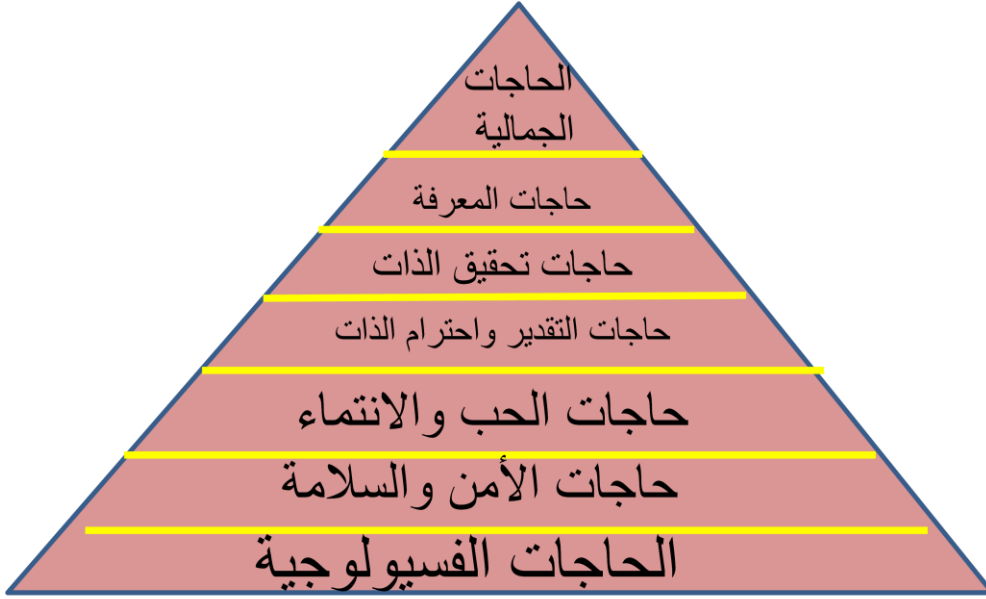 الحاجات
الجمالية
حاجات المعرفة
حاجات تحقيق الذات
حاجات التقدير واحترام الذات
حاجات الحب والانتماء
حاجات الأمن والسلامة
الحاجات الفسيولوجية